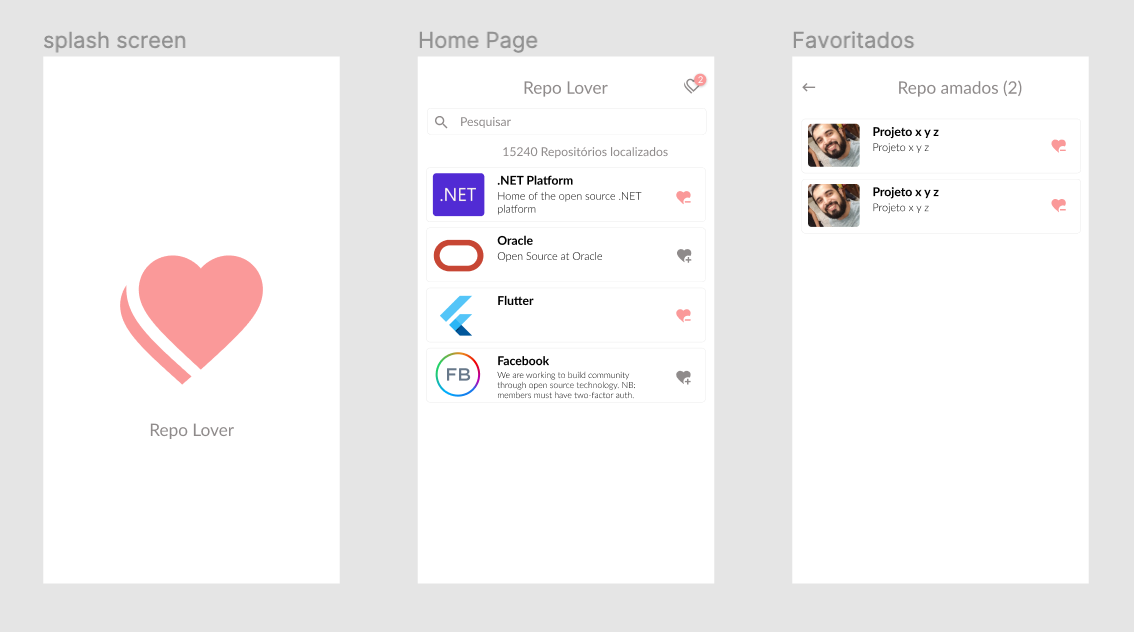 splash screen
Repo Lover
Home Page
Repo Lover
2
Pesquisar
15240 Repositórios localizados
.NET
.NET Platform
Home of the open source .NET
platform
Oracle
Open Source at Oracle
Flutter
FB
Facebook
We are working to build community
through open source technology. NB:
members must have two-factor auth.
Favoritados
Repo amados (2)
Projeto x y z
Projeto x y z
Projeto x y z
Projeto x y z